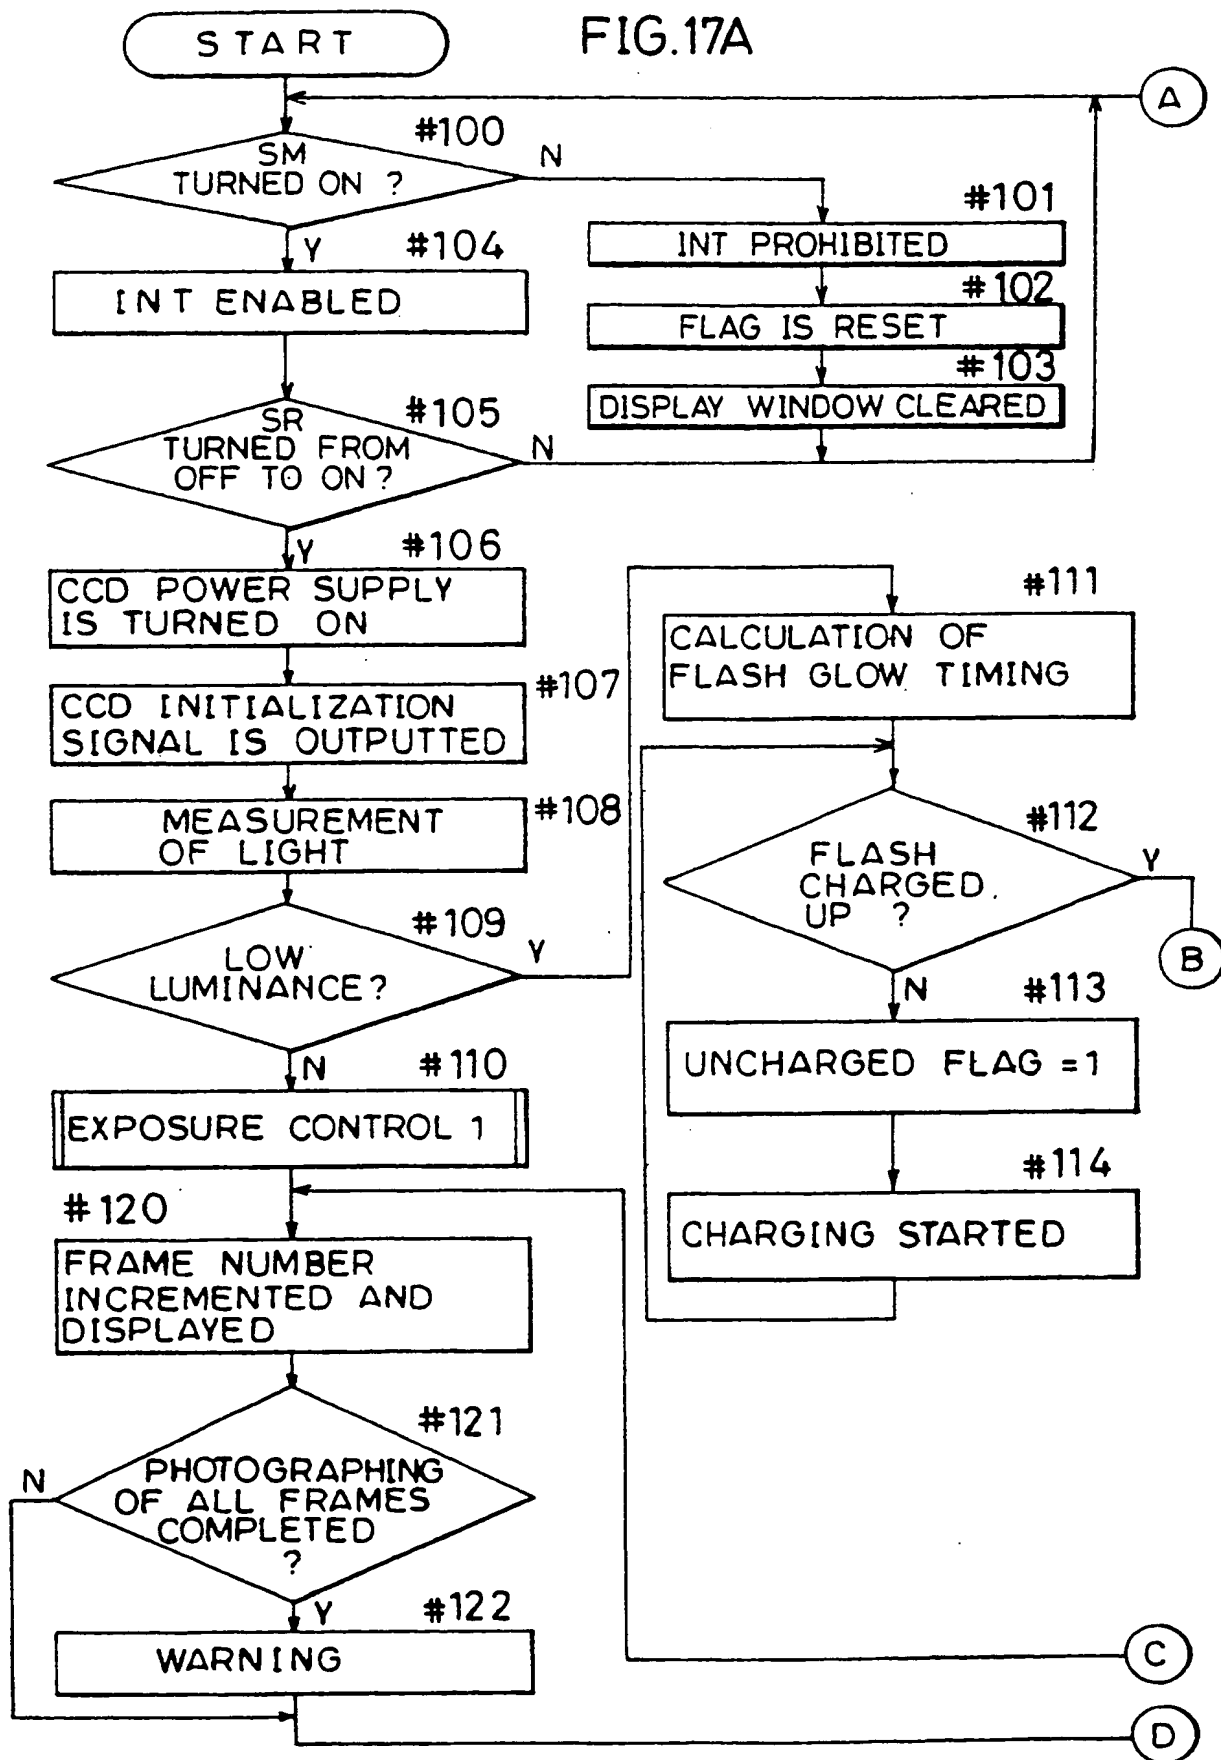 START
FIG.17A
A
#100
SM
TURNED ON ?
N
Y
#101
INT PROHIBITED
#102
FLAG IS RESET
#103
DISPLAY WINDOW CLEARED
#104
INT ENABLED
#105
SR
TURNED FROM
OFF TO ON?
N
Y
#106
CCD POWER SUPPLY
IS TURNED ON
#107
CCD INITIALIZATION
SIGNAL IS OUTPUTTED
#108
MEASUREMENT
OF LIGHT
#109
LOW
LUMINANCE?
Y
N
#110
EXPOSURE CONTROL 1
#111
CALCULATION OF
FLASH GLOW TIMING
#112
FLASH
CHARGED
UP ?
Y
B
N
#113
UNCHARGED FLAG = 1
#114
CHARGING STARTED
#120
FRAME NUMBER
INCREMENTED AND
DISPLAYED
#121
PHOTOGRAPHING
OF ALL FRAMES
COMPLETED
?
N
Y
#122
WARNING
C
D